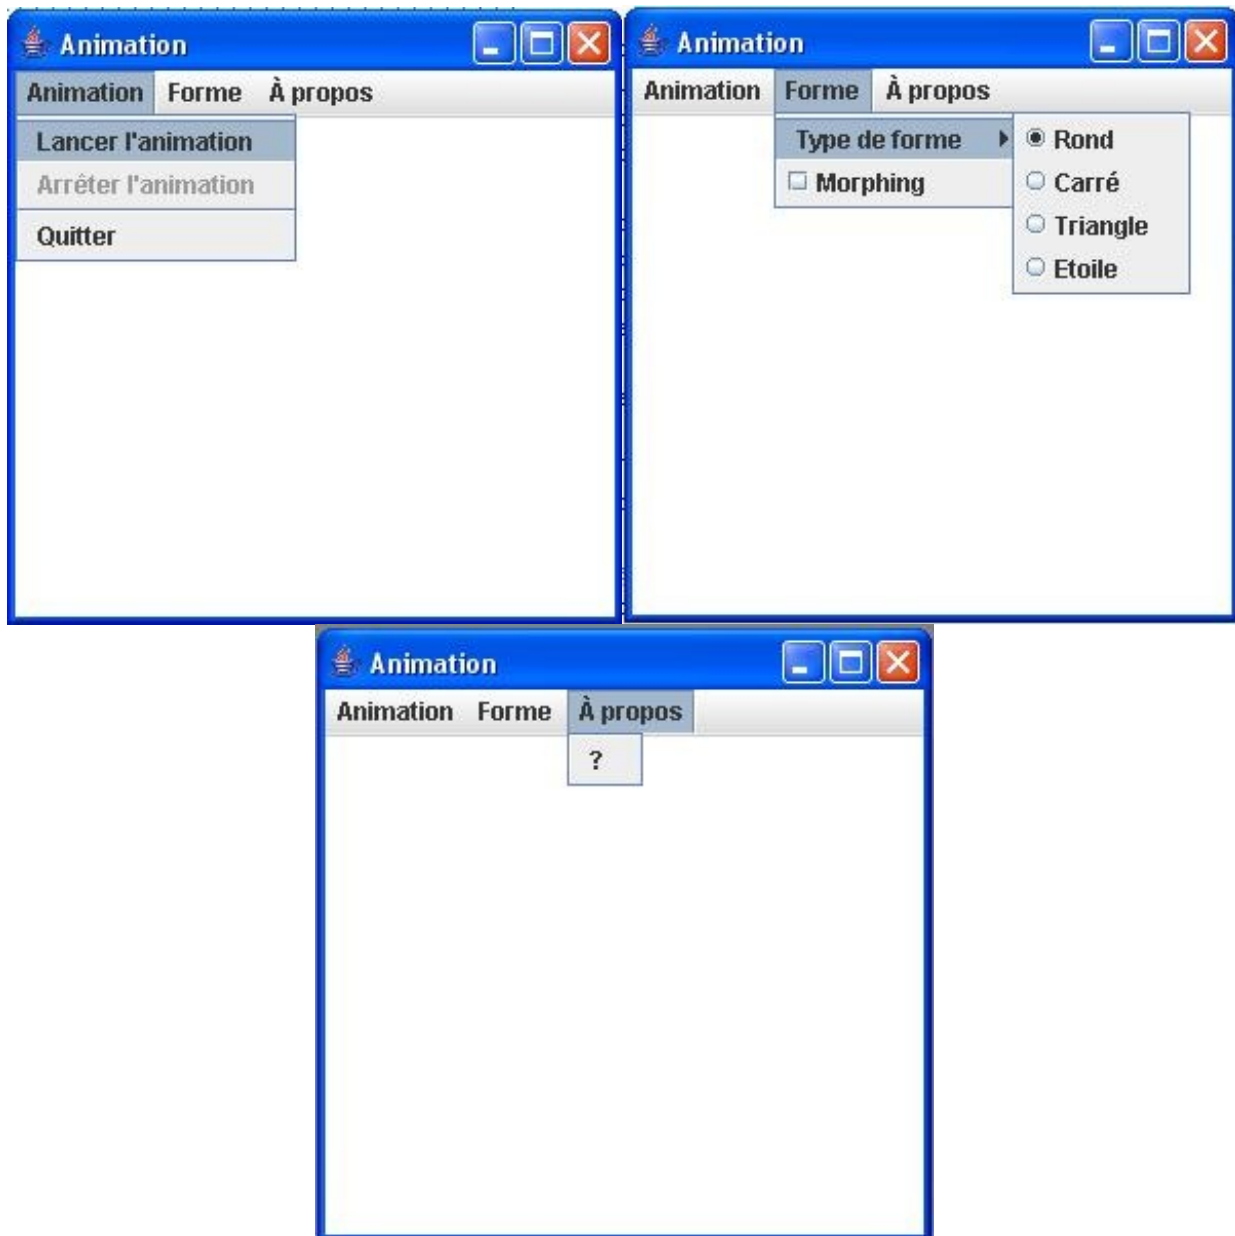 Animation
Animation Forme À propos
Lancer l'animation
Arrêter l'animation
Quitter
Animation
Animation Forme À propos
Type de forme
Morphing
Rond
Carré
Triangle
Etoile
Animation
Animation Forme À propos
?